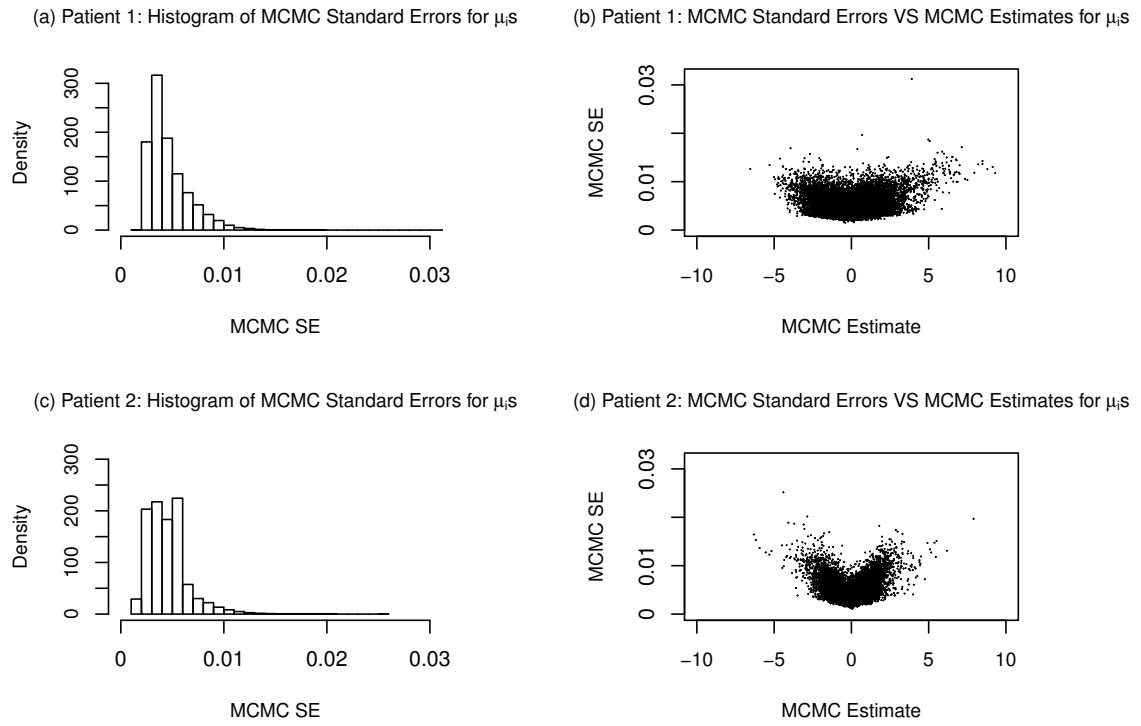 (a) Patient 1: Histogram of MCMC Standard Errors for μᵢs
Density
0 100 200 300
0 0.01 0.02 0.03
MCMC SE
(b) Patient 1: MCMC Standard Errors VS MCMC Estimates for μᵢs
MCMC SE
0 0.01 0.03
−10 −5 0 5 10
MCMC Estimate
(c) Patient 2: Histogram of MCMC Standard Errors for μᵢs
Density
0 100 200 300
0 0.01 0.02 0.03
MCMC SE
(d) Patient 2: MCMC Standard Errors VS MCMC Estimates for μᵢs
MCMC SE
0 0.01 0.03
−10 −5 0 5 10
MCMC Estimate